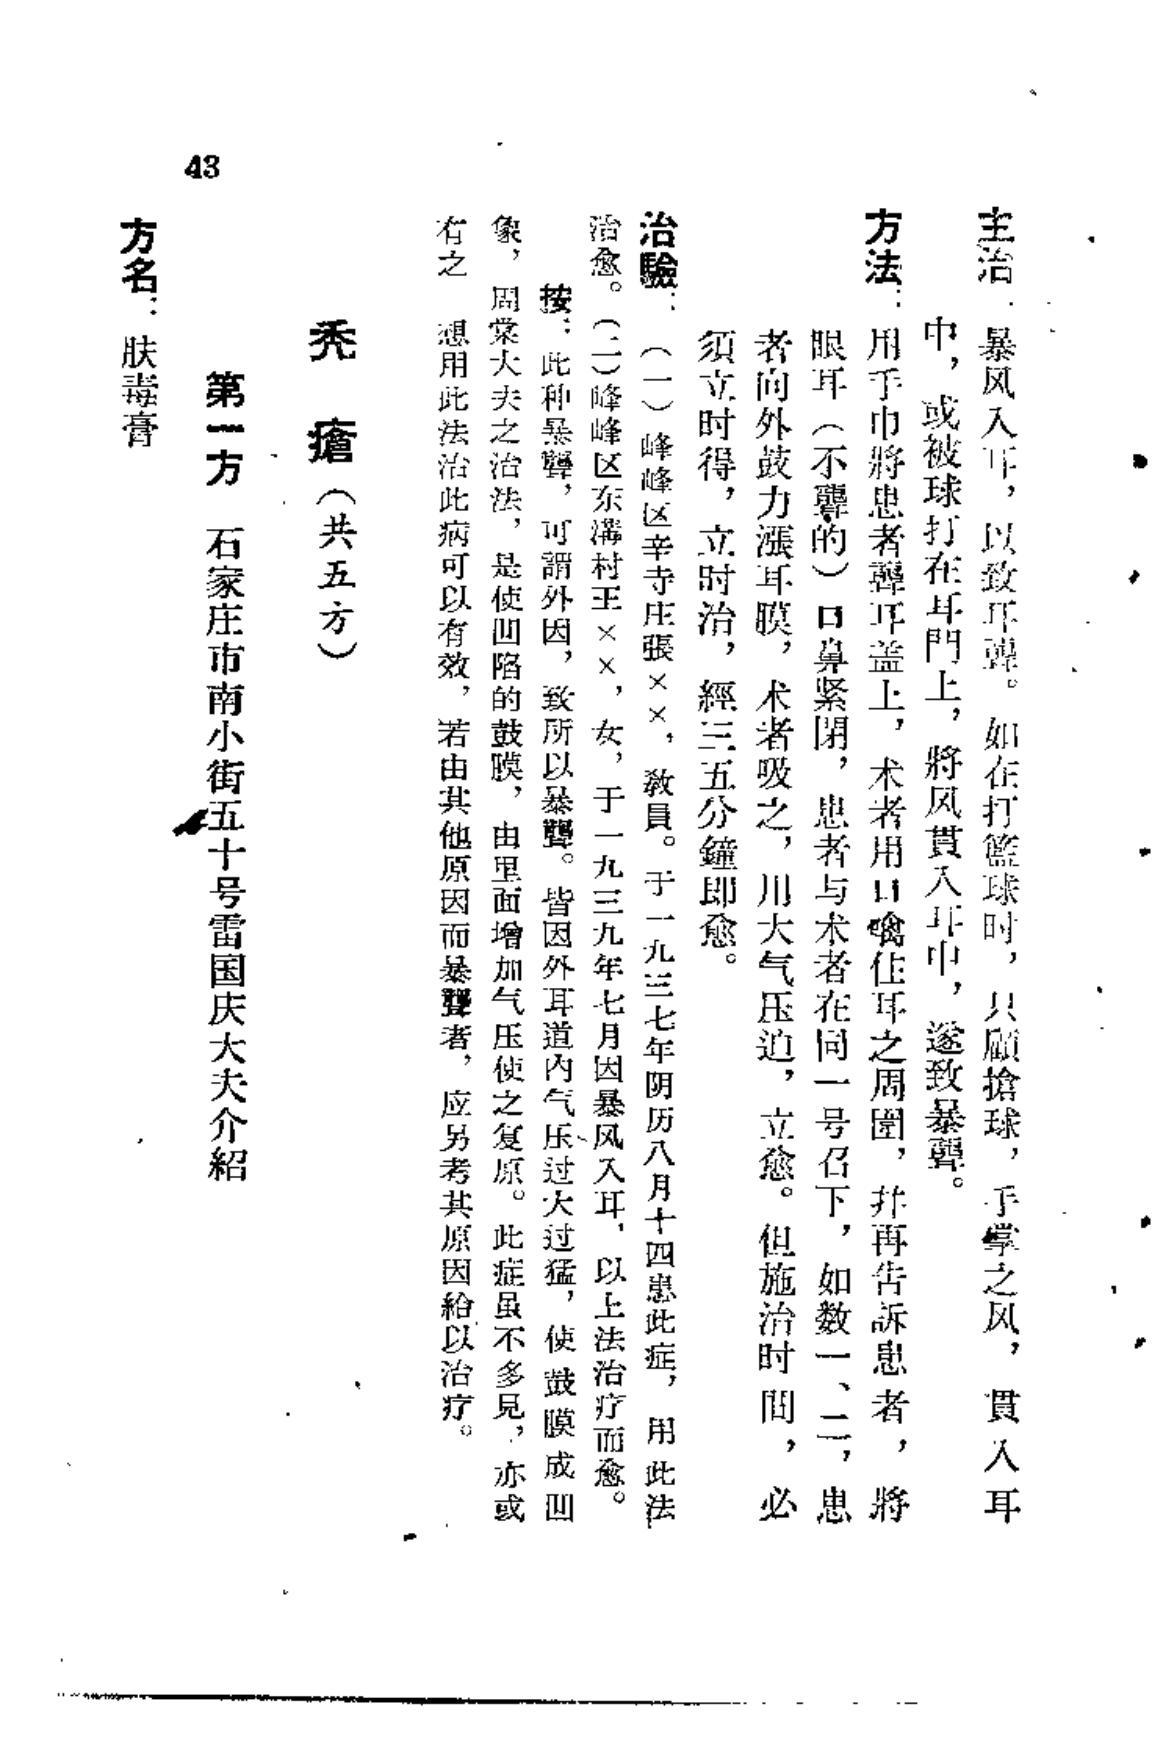 主治：暴风入耳，以致耳聾。如在打籃球时，只顧搶球，手掌之风，貫入耳
中，或被球打在耳門上，將风貫入耳中，遂致暴聾。
方法：用手巾將患者聾耳盖上，术者用口噙住耳之周圍，幷再告訴患者，將
眼耳（不聾的）口鼻紧閉，患者与术者在同一号召下，如数一、二，患
者向外鼓力漲耳膜，术者吸之，用大气压迫，立愈。但施治时間，必
須立时得，立时治，經三五分鐘即愈。
治驗：（一）峰峰区辛寺庄張××，教員。于一九三七年阴历八月十四患此症，用此法
治愈。（二）峰峰区东溝村王××，女，于一九三九年七月因暴风入耳，以上法治疗而愈。
按：此种暴聾，可謂外因，致所以暴聾。皆因外耳道內气压过大过猛，使鼓膜成凹
象，周棠大夫之治法，是使凹陷的鼓膜，由里面增加气压使之复原。此症虽不多見，亦或
有之　想用此法治此病可以有效，若由其他原因而暴聾者，应另考其原因給以治疗。
禿　瘡（共五方）
第一方　石家庄市南小街五十号雷国庆大夫介紹
方名：肤毒膏
43